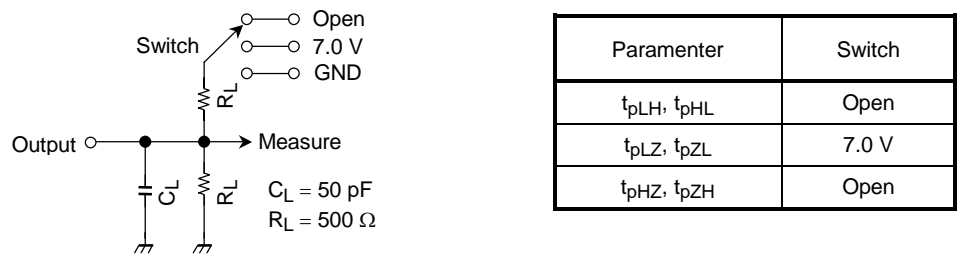 Open
Switch
7.0 V
GND
RL
Output
Measure
CL
RL
CL = 50 pF
RL = 500 Ω
Paramenter Switch
tpLH, tpHL Open
tpLZ, tpZL 7.0 V
tpHZ, tpZH Open